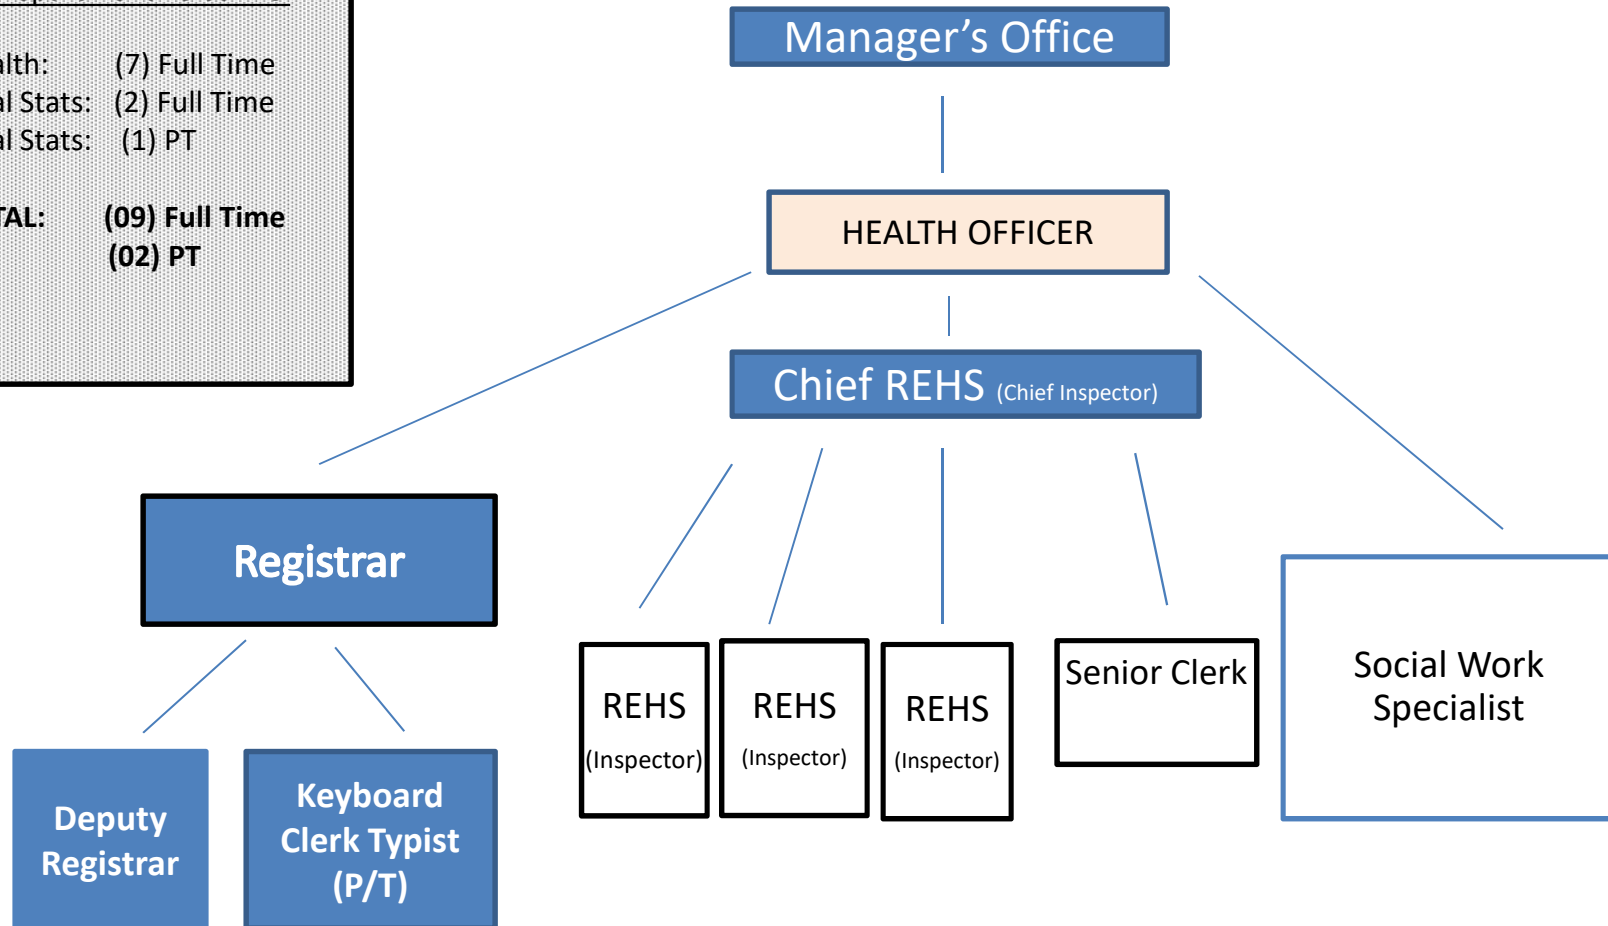 (7) Full Time
Stats: (2) Full Time
Stats: (1) PT
(09) Full Time
(02) PT
Manager’s Office
HEALTH OFFICER
Chief REHS (Chief Inspector)
Registrar
Deputy
Registrar
Keyboard
Clerk Typist
(P/T)
REHS
(Inspector)
REHS
(Inspector)
REHS
(Inspector)
Senior Clerk
Social Work
Specialist